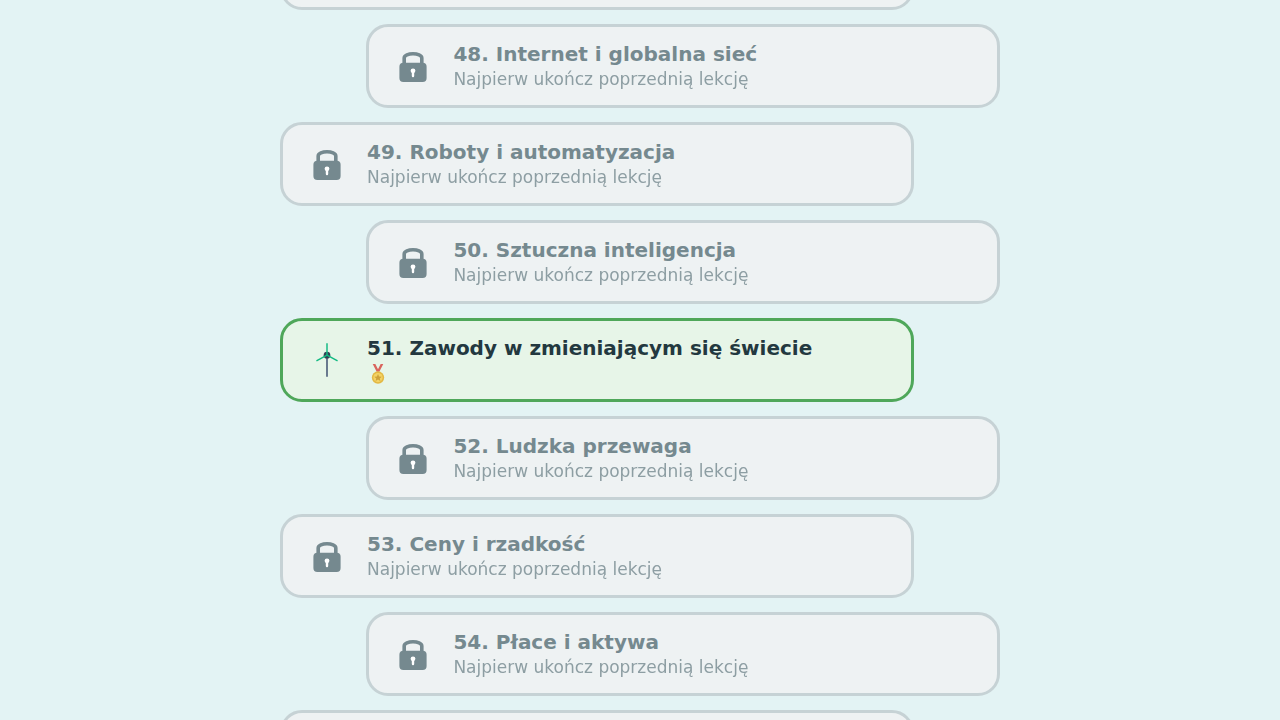 48. Internet i globalna sieć
Najpierw ukończ poprzednią lekcję
49. Roboty i automatyzacja
Najpierw ukończ poprzednią lekcję
50. Sztuczna inteligencja
Najpierw ukończ poprzednią lekcję
51. Zawody w zmieniającym się świecie
52. Ludzka przewaga
Najpierw ukończ poprzednią lekcję
53. Ceny i rzadkość
Najpierw ukończ poprzednią lekcję
54. Płace i aktywa
Najpierw ukończ poprzednią lekcję